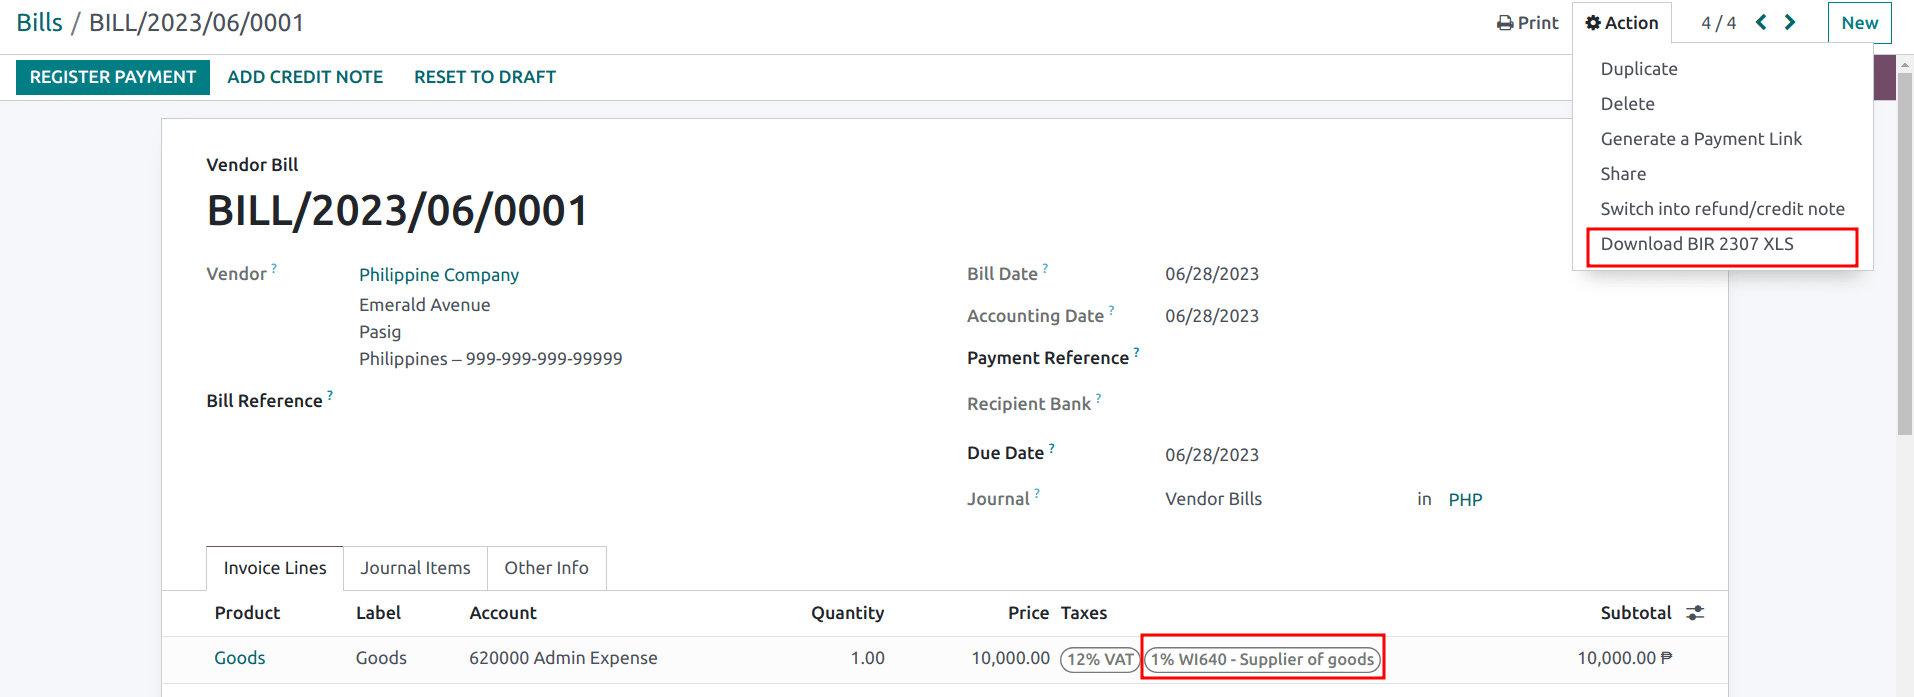 Bills / BILL/2023/06/0001 Print Action 4 / 4 New
REGISTER PAYMENT ADD CREDIT NOTE RESET TO DRAFT
Duplicate
Delete
Generate a Payment Link
Share
Switch into refund/credit note
Download BIR 2307 XLS
Vendor Bill
BILL/2023/06/0001
Vendor ? Philippine Company
Emerald Avenue
Pasig
Philippines – 999-999-999-99999
Bill Reference ?
Bill Date ? 06/28/2023
Accounting Date ? 06/28/2023
Payment Reference ?
Recipient Bank ?
Due Date ? 06/28/2023
Journal ? Vendor Bills in PHP
Invoice Lines Journal Items Other Info
Product Label Account Quantity Price Taxes Subtotal
Goods Goods 620000 Admin Expense 1.00 10,000.00 12% VAT 1% WI640 - Supplier of goods 10,000.00 ₱